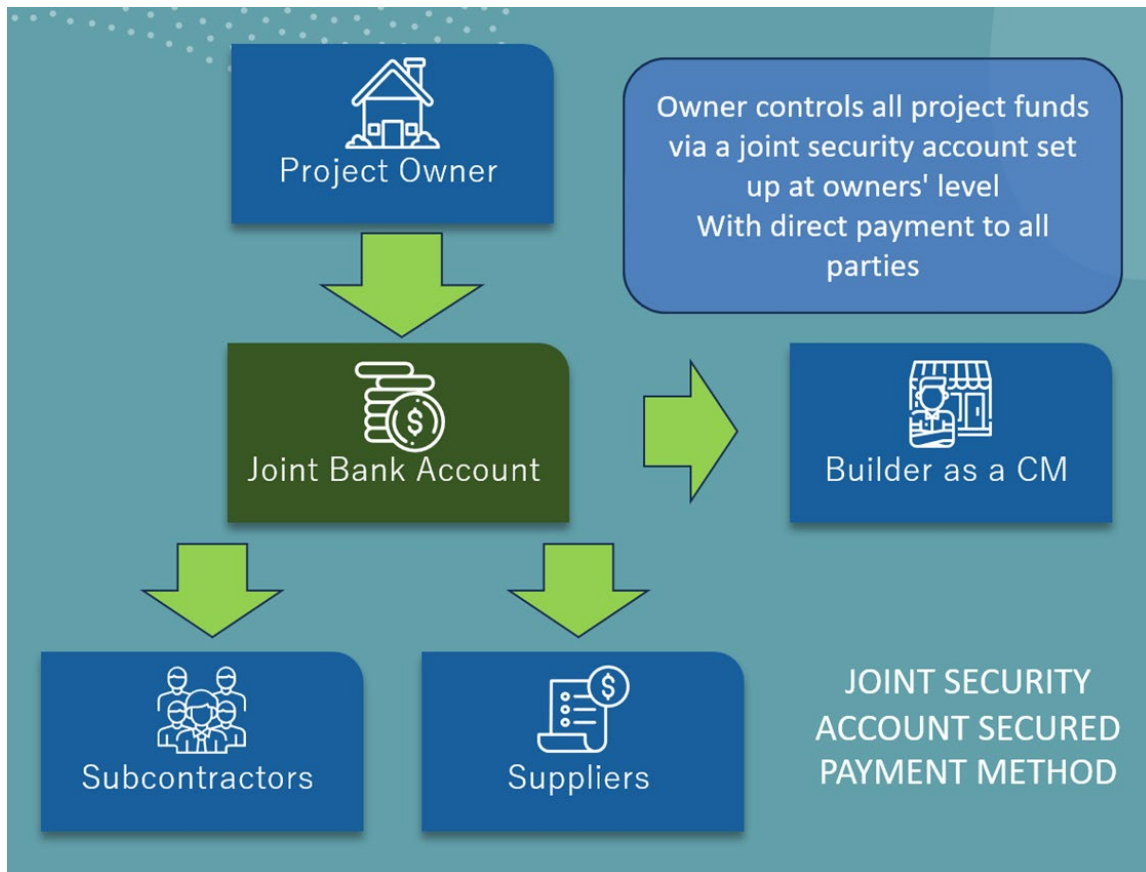 Project Owner
Owner controls all project funds
via a joint security account set
up at owners' level
With direct payment to all
parties
Joint Bank Account
Builder as a CM
Subcontractors
Suppliers
JOINT SECURITY
ACCOUNT SECURED
PAYMENT METHOD